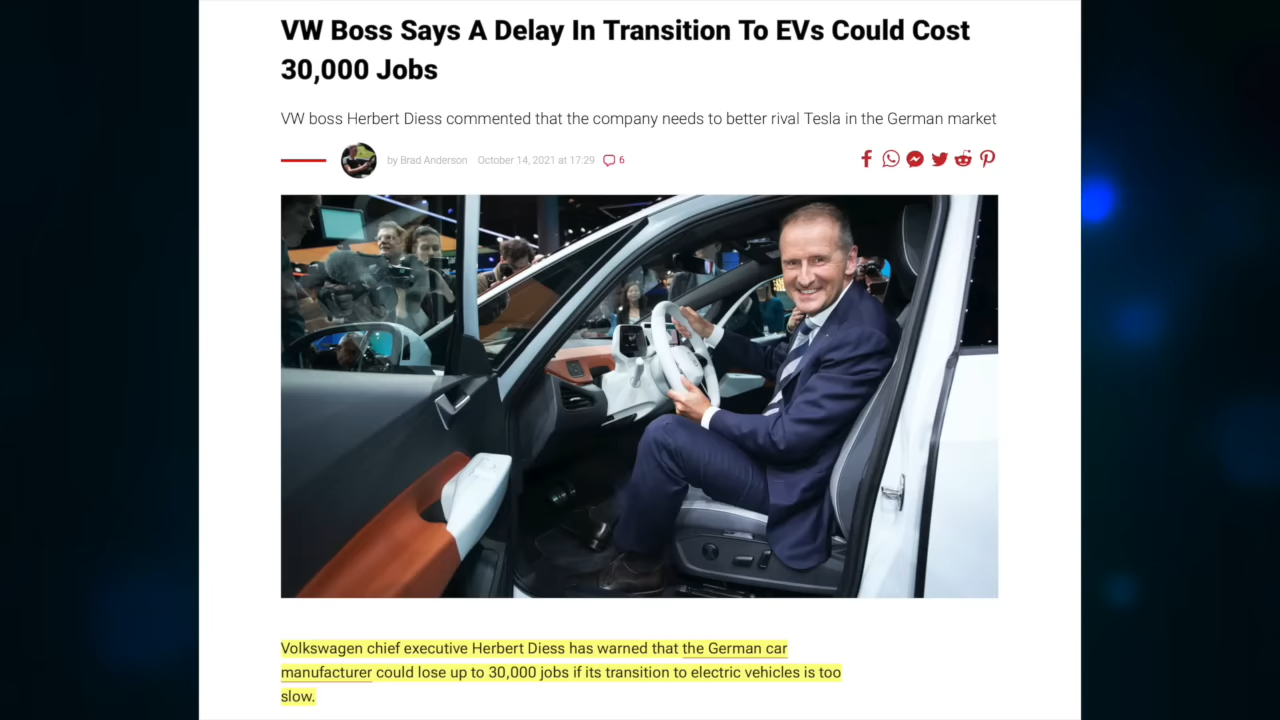 VW Boss Says A Delay In Transition To EVs Could Cost
30,000 Jobs
VW boss Herbert Diess commented that the company needs to better rival Tesla in the German market
by Brad Anderson October 14, 2021 at 17:29 6
Volkswagen chief executive Herbert Diess has warned that the German car
manufacturer could lose up to 30,000 jobs if its transition to electric vehicles is too
slow.